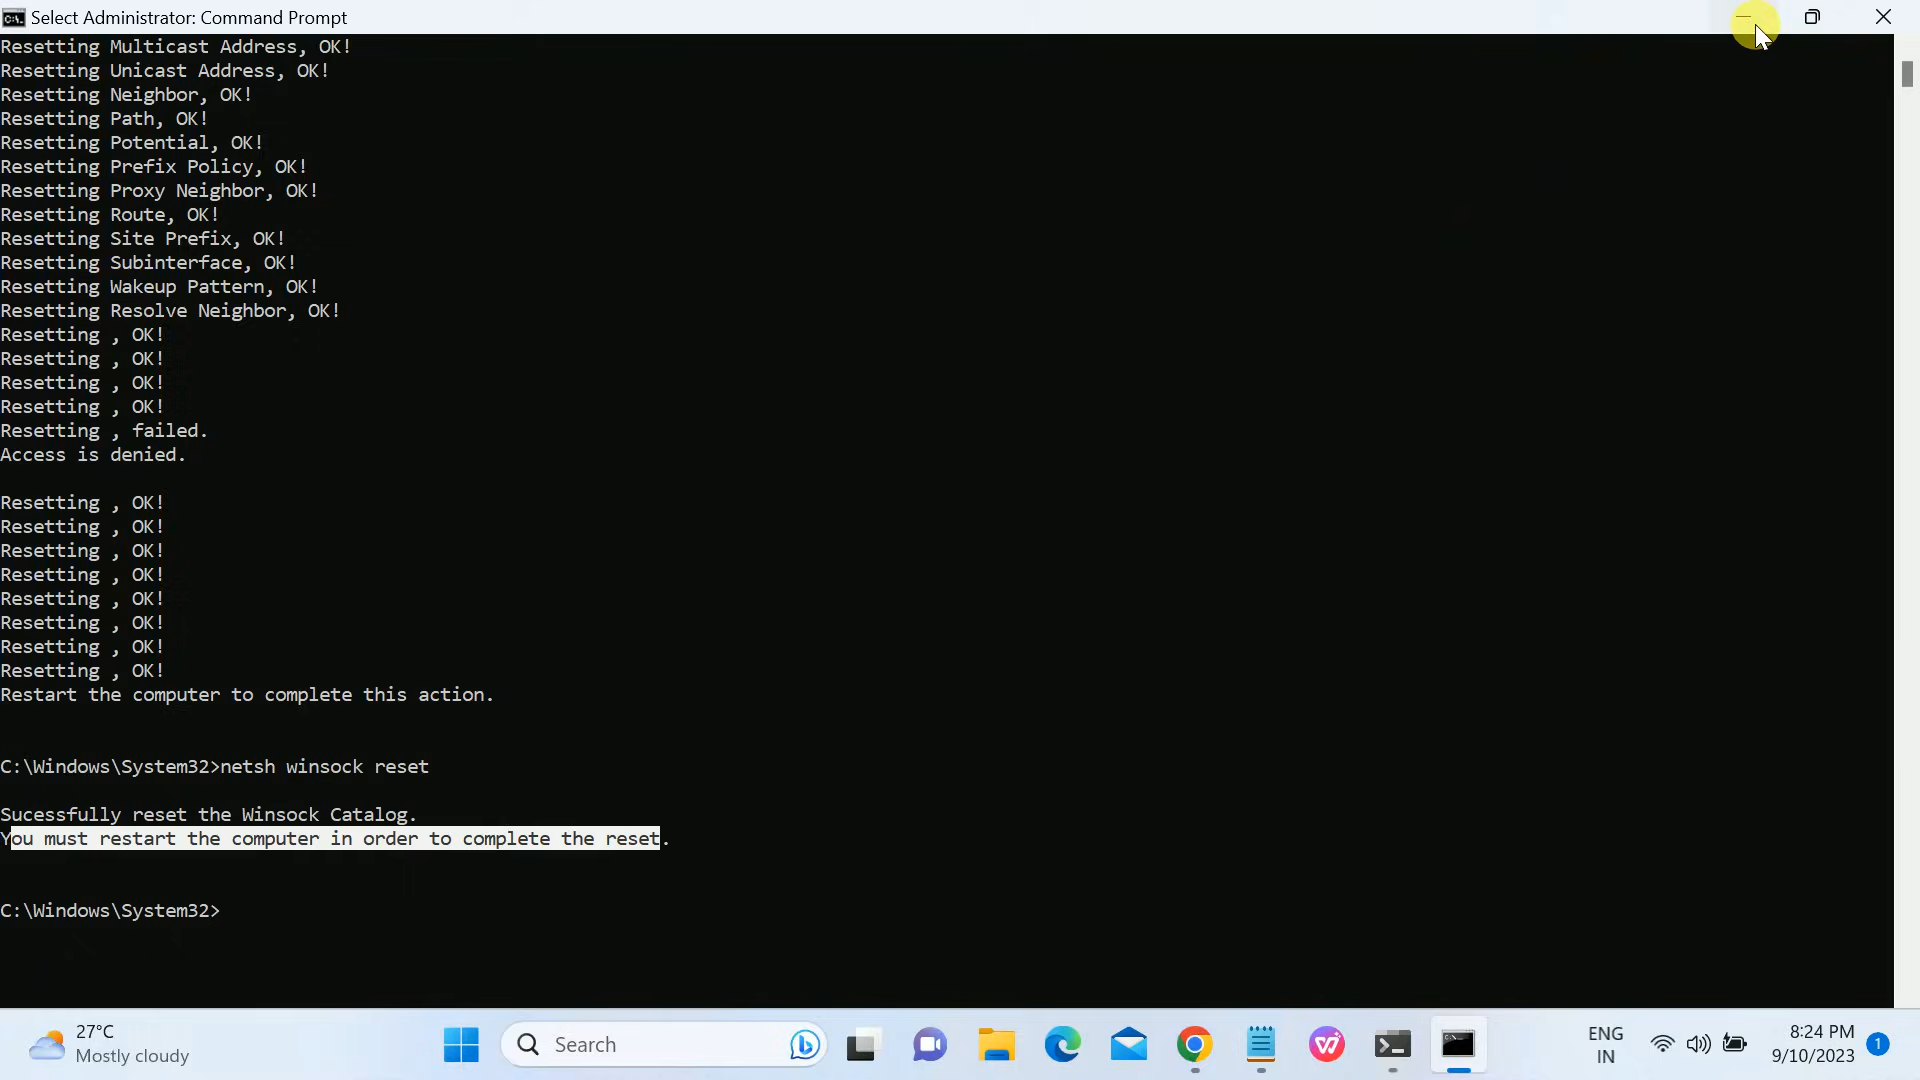 Select Administrator: Command Prompt
Resetting Multicast Address, OK!
Resetting Unicast Address, OK!
Resetting Neighbor, OK!
Resetting Path, OK!
Resetting Potential, OK!
Resetting Prefix Policy, OK!
Resetting Proxy Neighbor, OK!
Resetting Route, OK!
Resetting Site Prefix, OK!
Resetting Subinterface, OK!
Resetting Wakeup Pattern, OK!
Resetting Resolve Neighbor, OK!
Resetting , OK!
Resetting , OK!
Resetting , OK!
Resetting , OK!
Resetting , failed.
Access is denied.
Resetting , OK!
Resetting , OK!
Resetting , OK!
Resetting , OK!
Resetting , OK!
Resetting , OK!
Resetting , OK!
Resetting , OK!
Restart the computer to complete this action.
C:\Windows\System32>netsh winsock reset
Sucessfully reset the Winsock Catalog.
You must restart the computer in order to complete the reset.
C:\Windows\System32>
27°C
Mostly cloudy
Search
ENG
IN
8:24 PM
9/10/2023
1